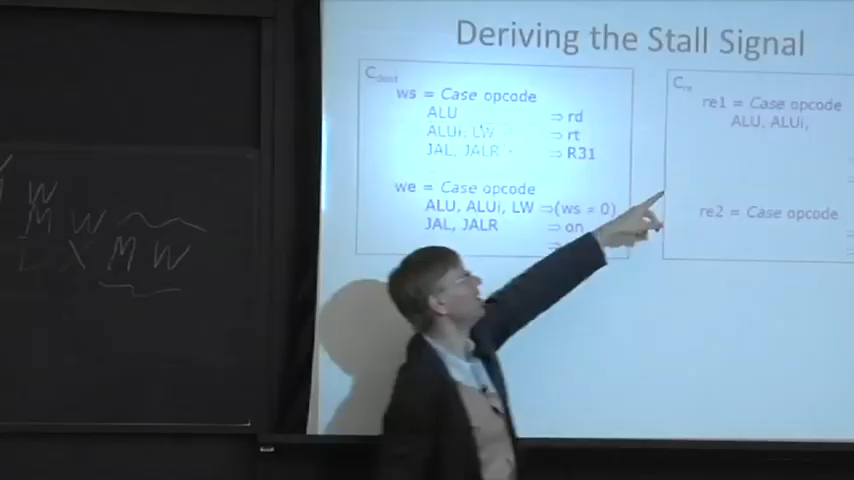 Deriving the Stall Signal
C
ws = Case opcode
ALU ⇒ rd
ALUi, LW ⇒ rt
JAL, JALR ⇒ R31
we = Case opcode
ALU, ALUi, LW ⇒(ws ≠ 0)
JAL, JALR ⇒ on
⇒
C
re1 = Case opcode
ALU, ALUi,
re2 = Case opcode
W
M W
X M W